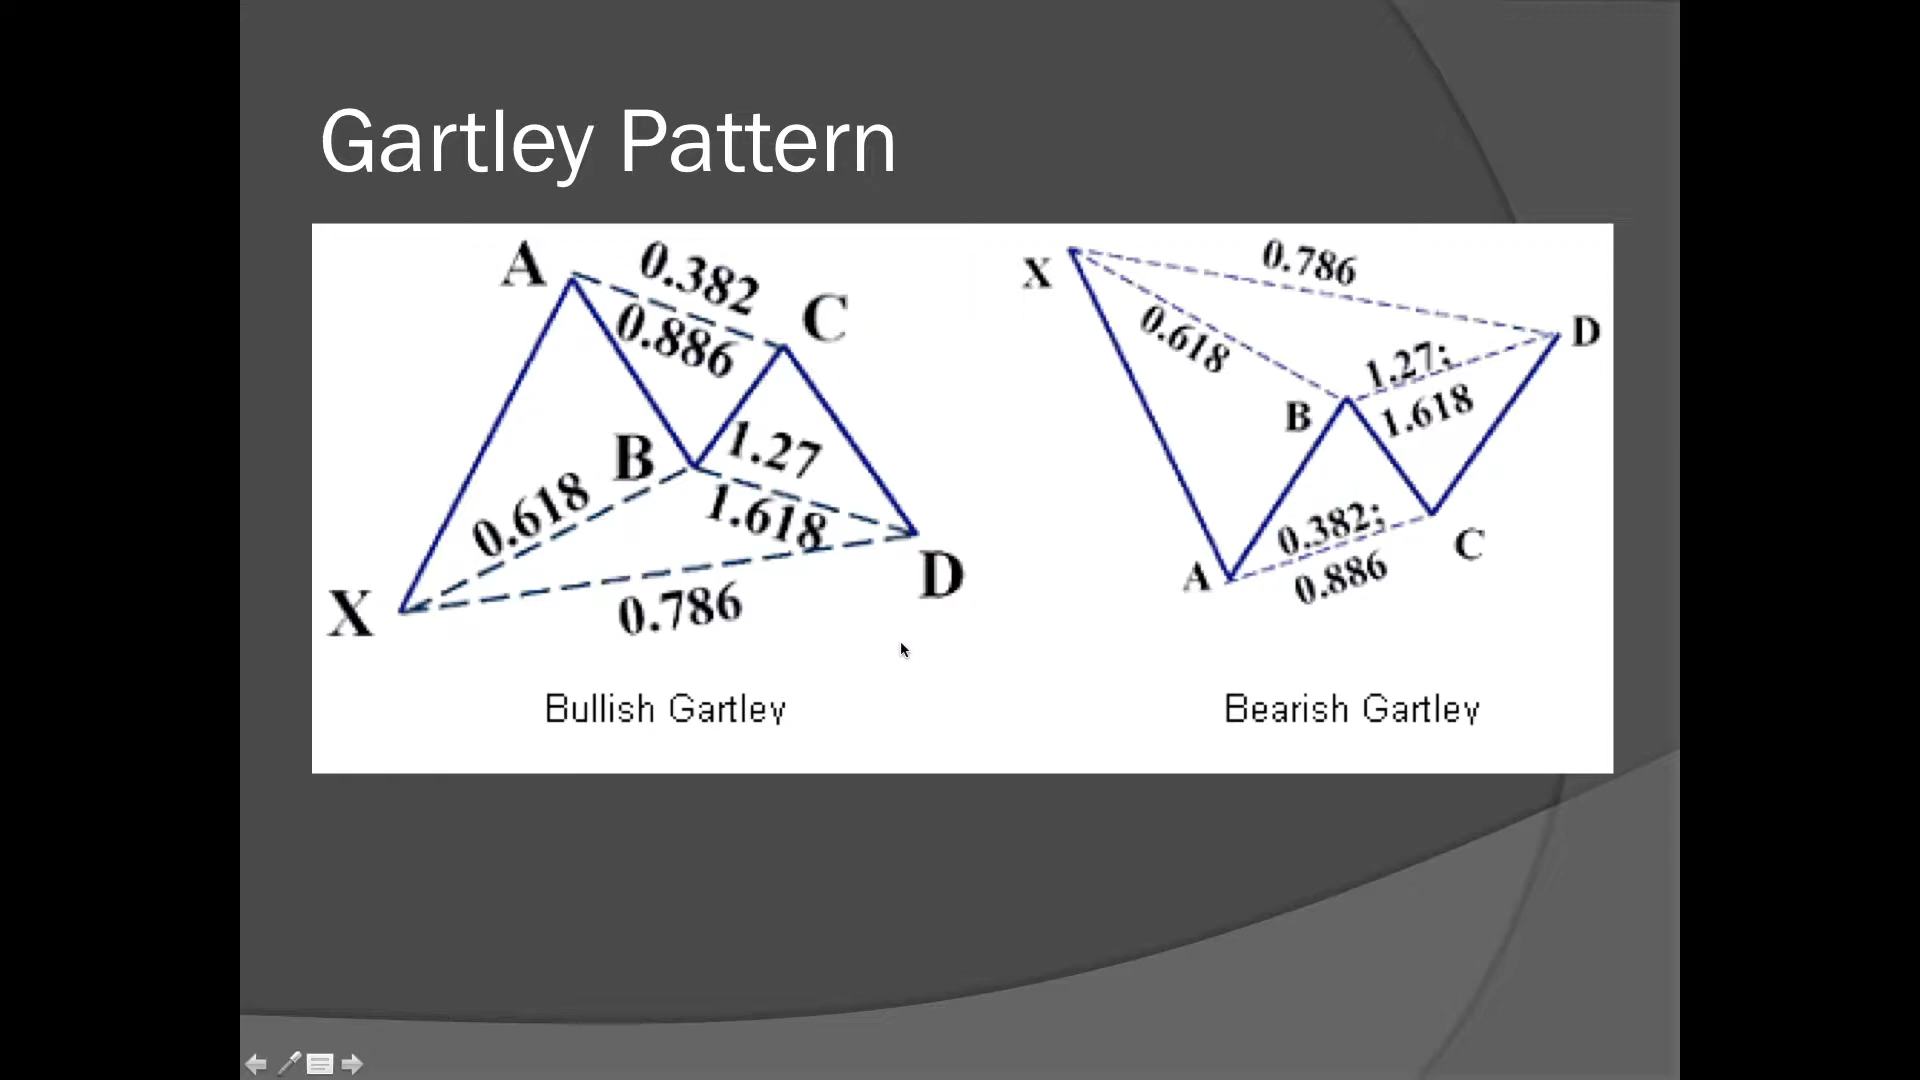 Gartley Pattern
A
0.382
0.886
C
B
1.27
1.618
0.618
X
0.786
D
Bullish Gartley
X
0.786
0.618
D
1.27;
1.618
B
0.382;
0.886
A
C
Bearish Gartley